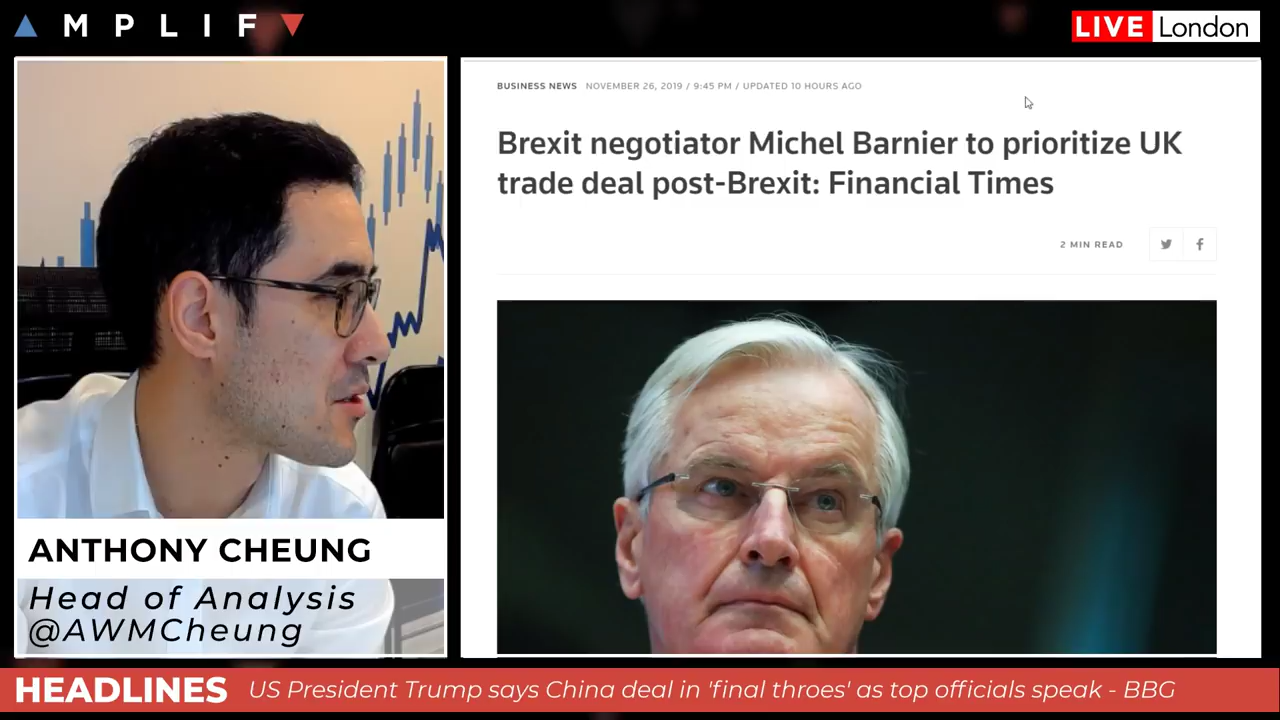 AMPLIFY
LIVE London
BUSINESS NEWS NOVEMBER 26, 2019 / 9:45 PM / UPDATED 10 HOURS AGO
Brexit negotiator Michel Barnier to prioritize UK
trade deal post-Brexit: Financial Times
2 MIN READ
ANTHONY CHEUNG
Head of Analysis
@AWMCheung
HEADLINES US President Trump says China deal in 'final throes' as top officials speak - BBG